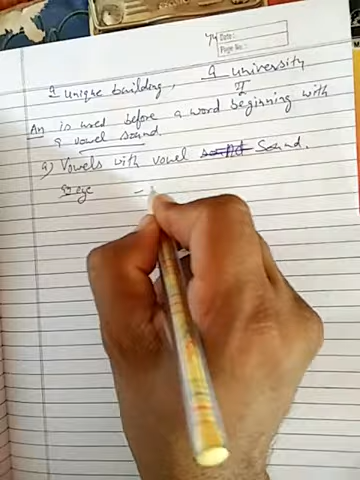 Date:
Page No.:
a unique building, a university
An is used before a word beginning with
a vowel sound.
a) Vowels with vowel Sound.
eye -